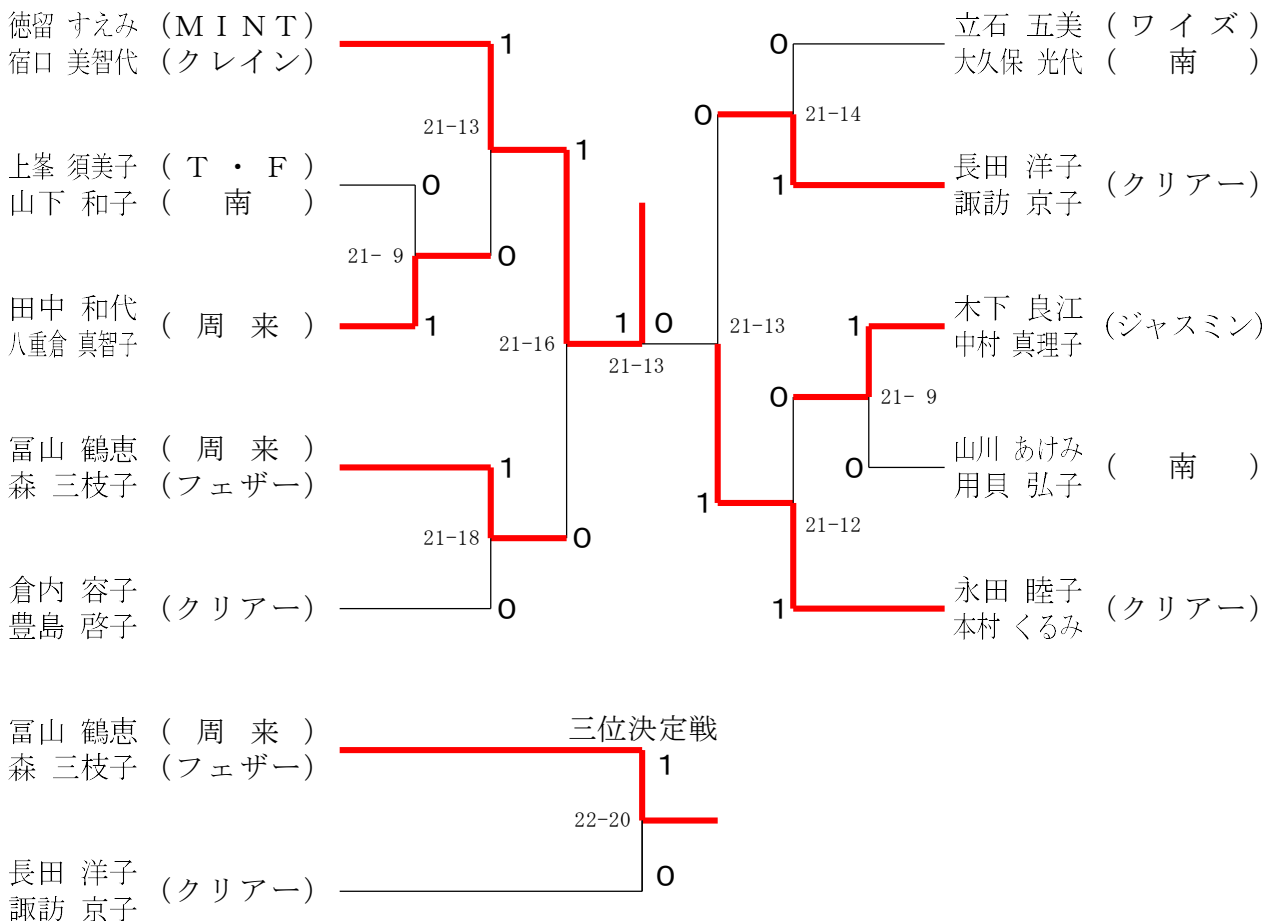 徳留 すえみ (ＭＩＮＴ)
宿口 美智代 (クレイン)
1
21-13
上峯 須美子 (Ｔ・Ｆ)
山下 和子 (南)
0
1
21- 9
0
田中 和代
八重倉 真智子 (周来)
1
21-16
冨山 鶴恵 (周来)
森 三枝子 (フェザー)
1
21-18
0
倉内 容子
豊島 啓子 (クリアー)
0
1 0
21-13
立石 五美 (ワイズ)
大久保 光代 (南)
0
0
21-14
長田 洋子
諏訪 京子 (クリアー)
1
21-13
木下 良江
中村 真理子 (ジャスミン)
1
0
21- 9
山川 あけみ
用貝 弘子 (南)
0
1
21-12
永田 睦子
本村 くるみ (クリアー)
1
三位決定戦
冨山 鶴恵 (周来)
森 三枝子 (フェザー)
1
22-20
長田 洋子
諏訪 京子 (クリアー)
0